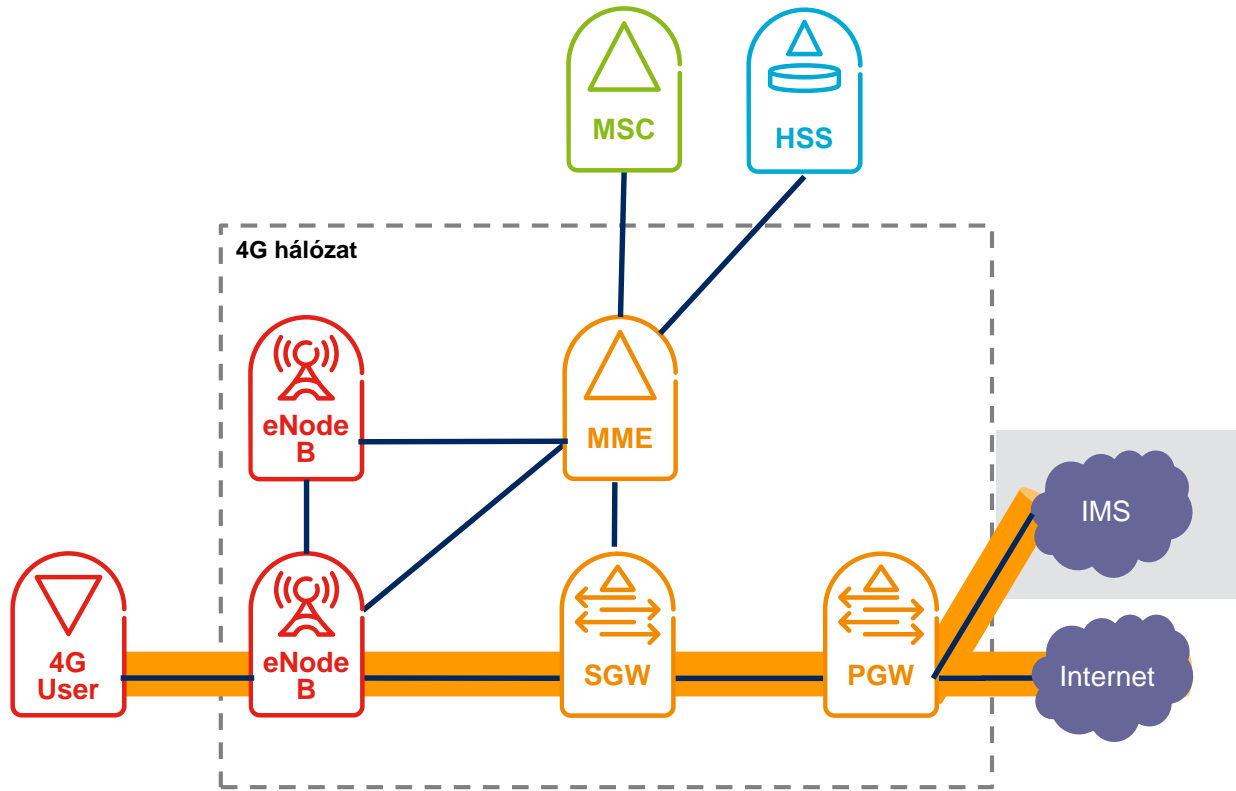 MSC
HSS
4G hálózat
eNode
B
MME
IMS
4G
User
eNode
B
SGW
PGW
Internet